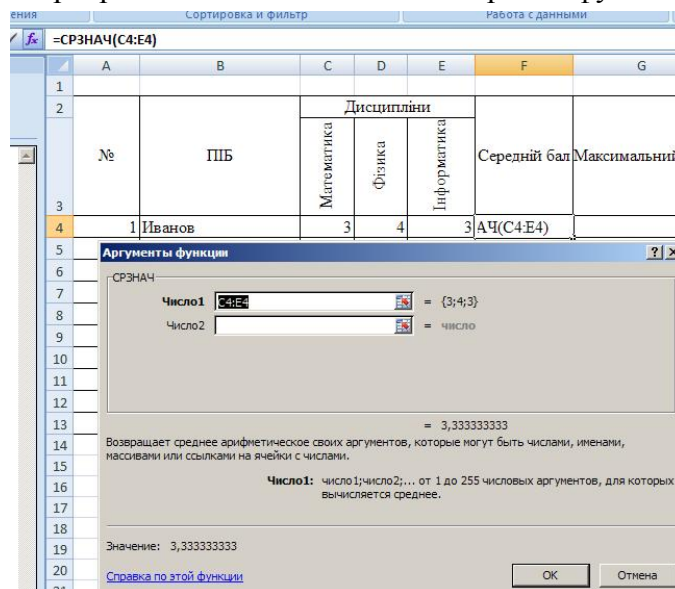 ения Сортировка и фильтр Работа с данными
fx =СРЗНАЧ(C4:E4)
A B C D E F G
1
2 Дисципліни
3 № ПІБ Математика Фізика Інформатика Середній бал Максимальний
4 1 Иванов 3 4 3 АЧ(C4:E4)
5 Аргументы функции
6 СРЗНАЧ
7 Число1 C4:E4 = {3;4;3}
8 Число2 = число
9
10
11
12
13 = 3,333333333
14 Возвращает среднее арифметическое своих аргументов, которые могут быть числами, именами,
15 массивами или ссылками на ячейки с числами.
16 Число1: число1;число2;... от 1 до 255 числовых аргументов, для которых
17 вычисляется среднее.
18
19 Значение: 3,333333333
20 Справка по этой функции ОК Отмена
21